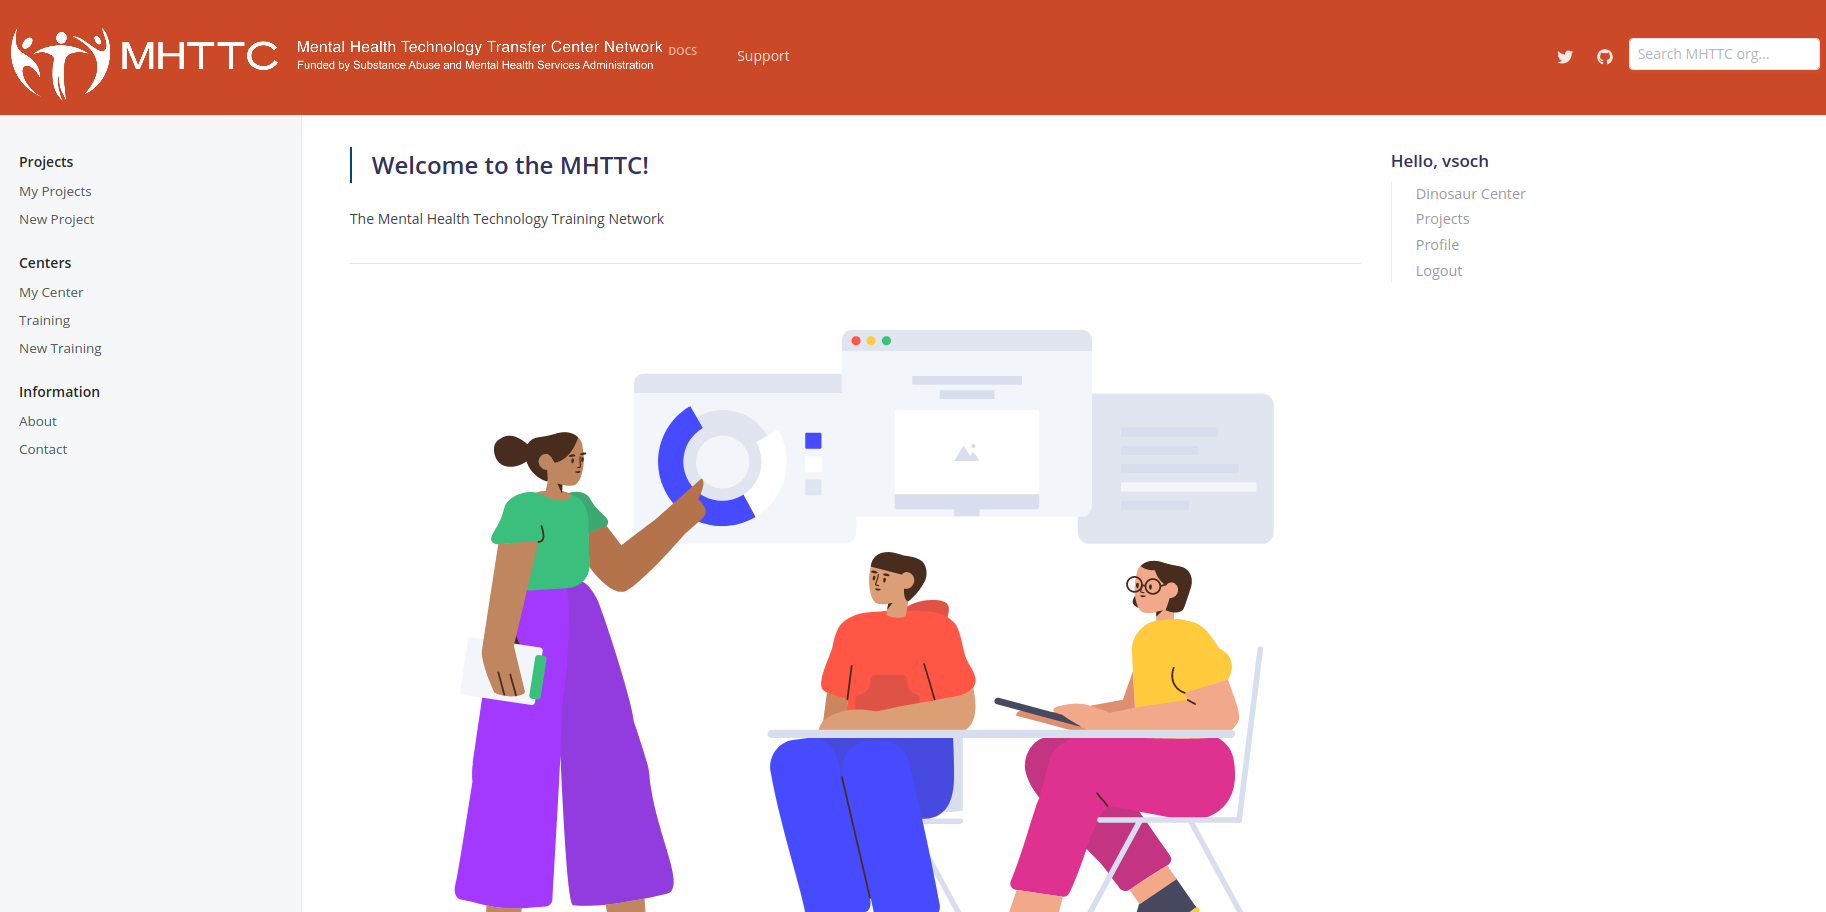 MHTTC
Mental Health Technology Transfer Center Network
Funded by Substance Abuse and Mental Health Services Administration
DOCS
Support
Search MHTTC org...
Projects
My Projects
New Project
Centers
My Center
Training
New Training
Information
About
Contact
Welcome to the MHTTC!
The Mental Health Technology Training Network
Hello, vsoch
Dinosaur Center
Projects
Profile
Logout